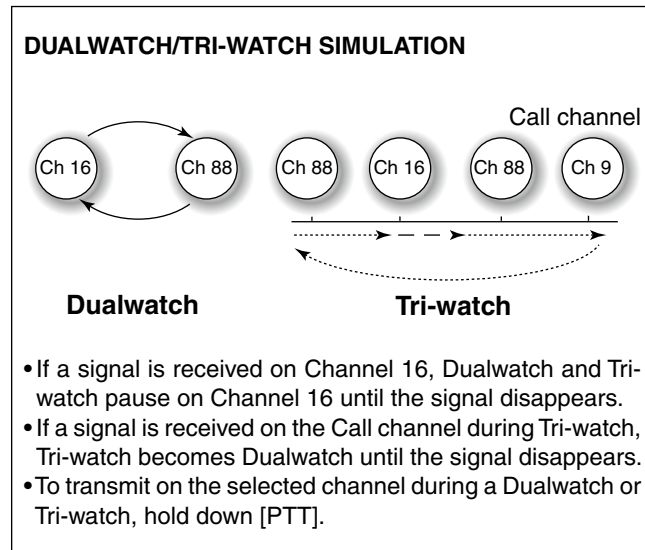 DUALWATCH/TRI-WATCH SIMULATION
Call channel
Ch 16 Ch 88 Ch 88 Ch 16 Ch 88 Ch 9
Dualwatch Tri-watch
• If a signal is received on Channel 16, Dualwatch and Tri-
watch pause on Channel 16 until the signal disappears.
• If a signal is received on the Call channel during Tri-watch,
Tri-watch becomes Dualwatch until the signal disappears.
• To transmit on the selected channel during a Dualwatch or
Tri-watch, hold down [PTT].